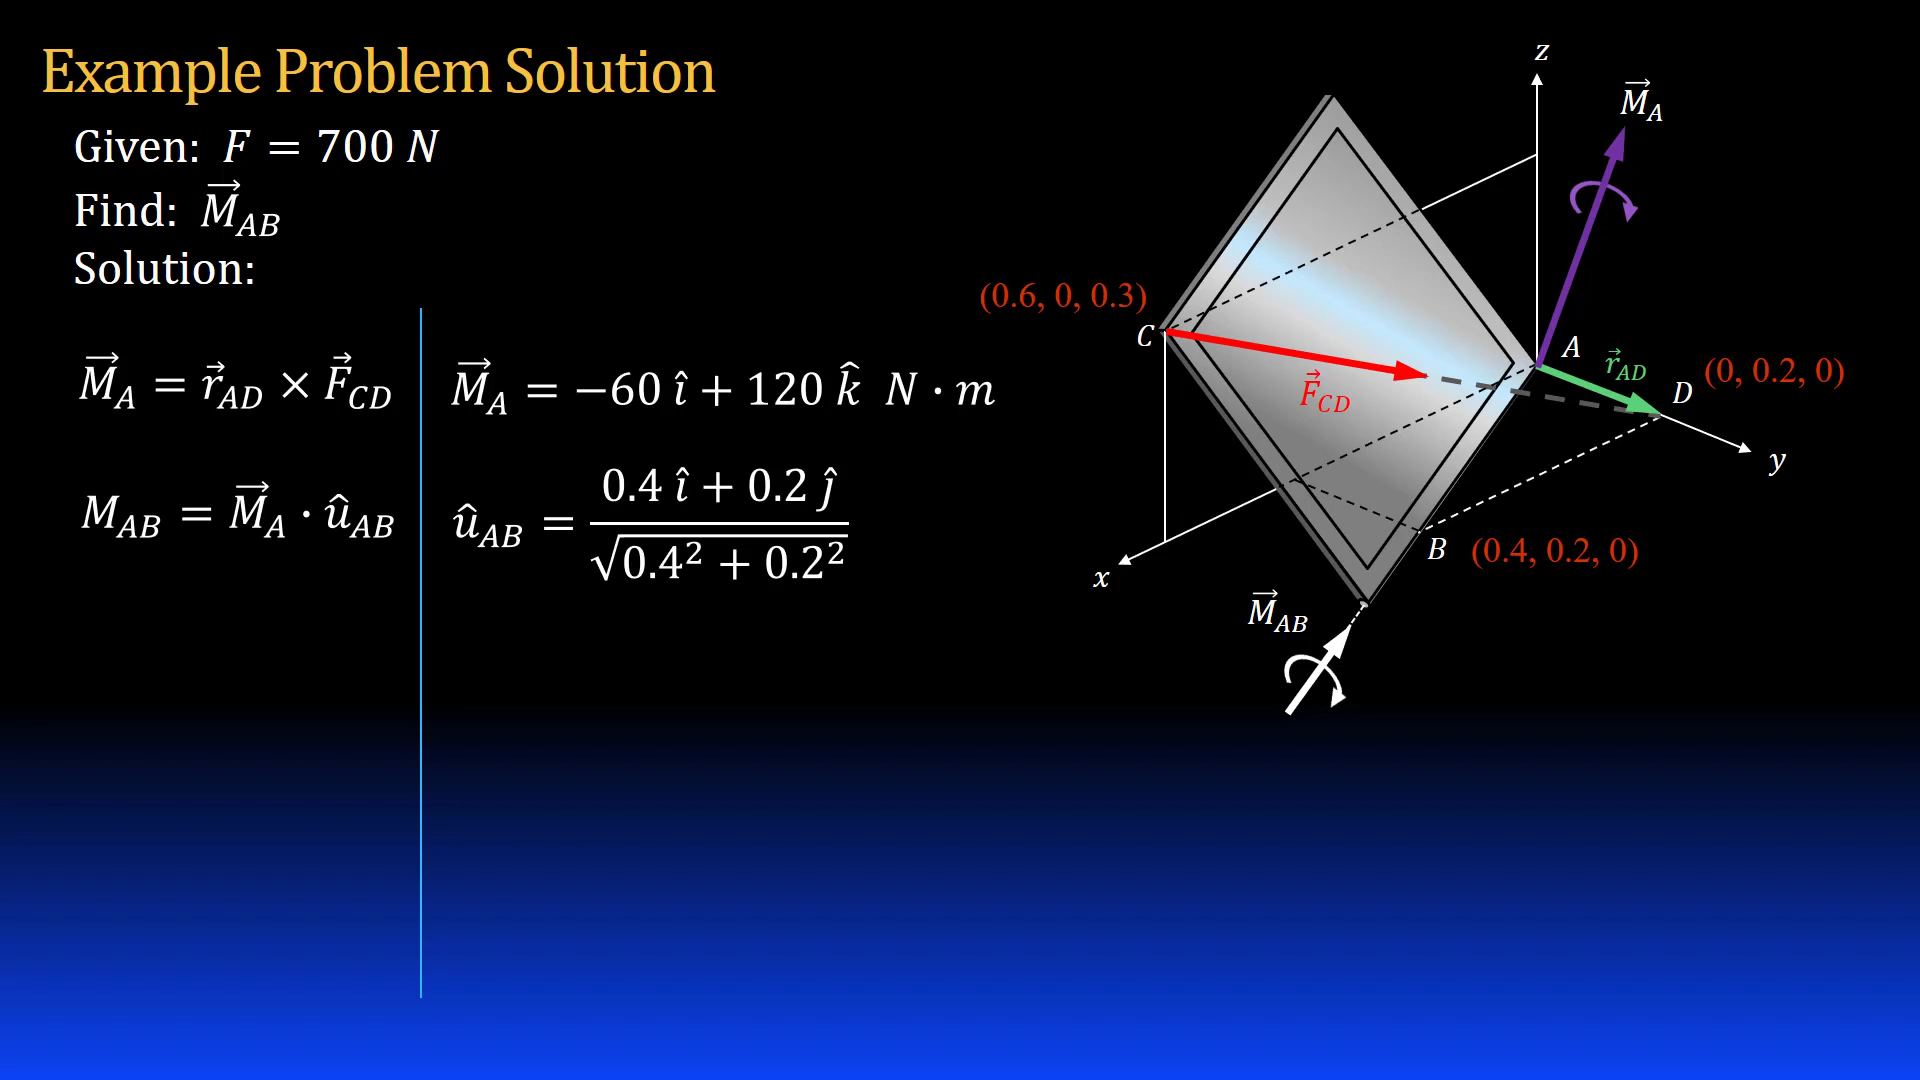 Example Problem Solution
Given: F = 700 N
Find: M⃗_AB
Solution:
M⃗_A = r⃗_AD × F⃗_CD
M_AB = M⃗_A · û_AB
M⃗_A = −60 î + 120 k̂ N · m
û_AB = (0.4 î + 0.2 ĵ) / √(0.4² + 0.2²)
z
M⃗_A
(0.6, 0, 0.3)
C
F⃗_CD
A
r⃗_AD
(0, 0.2, 0)
D
y
B
(0.4, 0.2, 0)
x
M⃗_AB